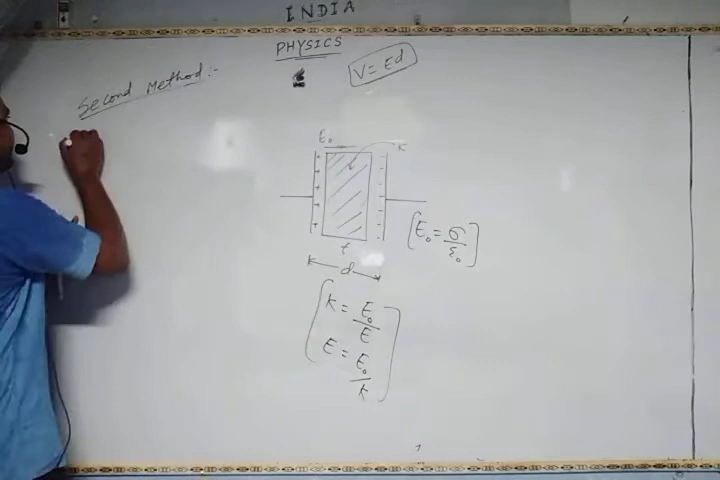 INDIA
PHYSICS
V = Ed
Second Method :-
E₀
K
+ -
+ -
+ -
+ -
+ -
t
d
[E₀ = σ/ε₀]
K = E₀/E
E = E₀/K